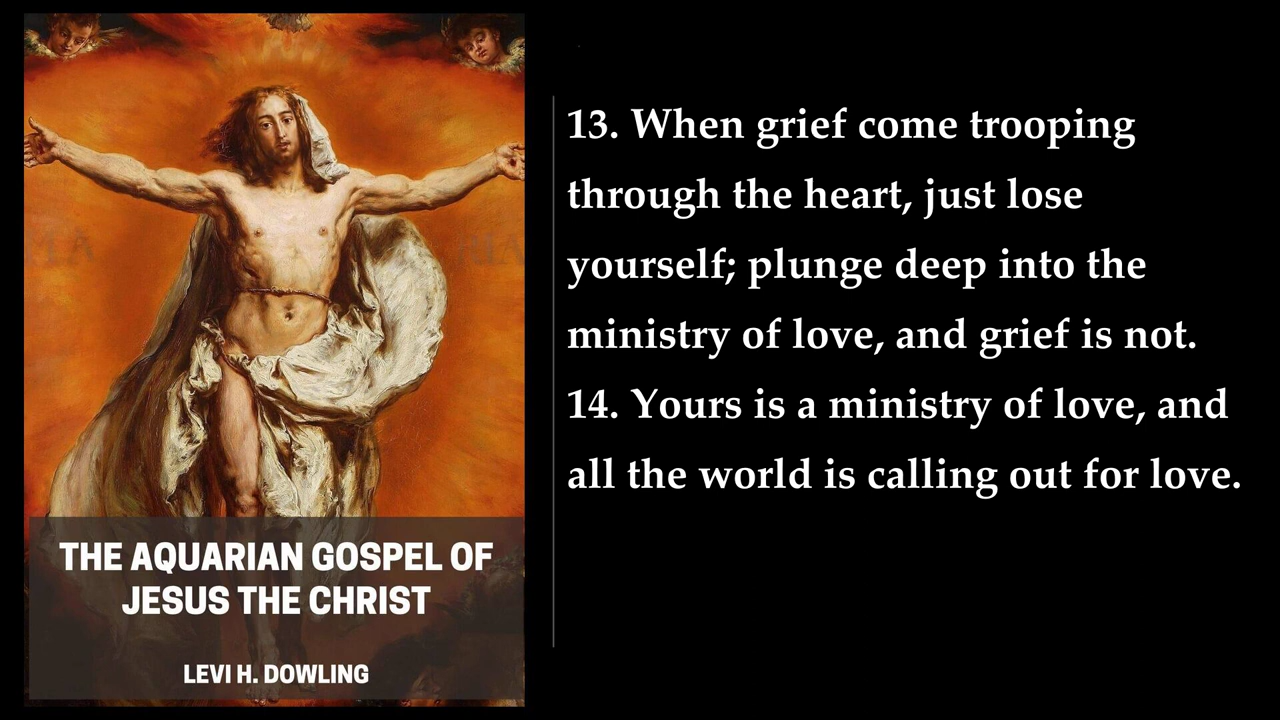 THE AQUARIAN GOSPEL OF
JESUS THE CHRIST
LEVI H. DOWLING
13. When grief come trooping
through the heart, just lose
yourself; plunge deep into the
ministry of love, and grief is not.
14. Yours is a ministry of love, and
all the world is calling out for love.